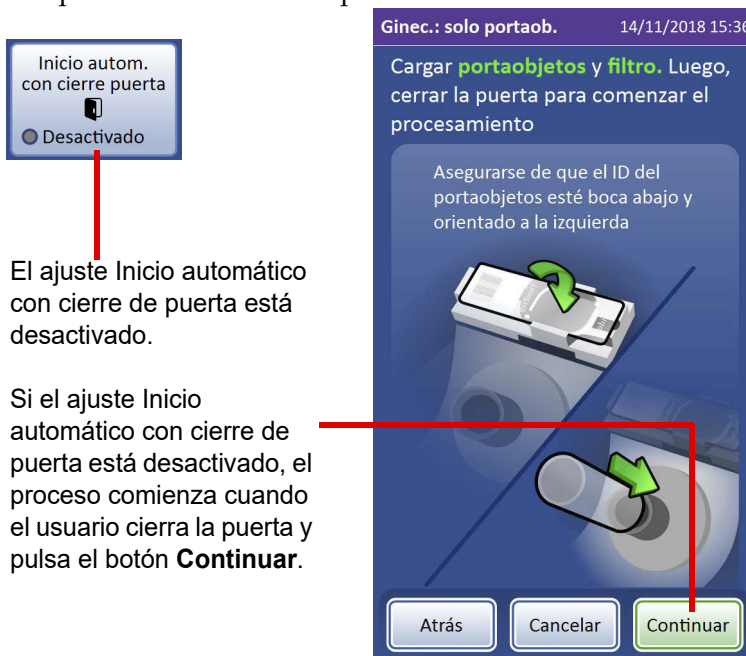 Inicio autom.
con cierre puerta
Desactivado
El ajuste Inicio automático
con cierre de puerta está
desactivado.
Si el ajuste Inicio
automático con cierre de
puerta está desactivado, el
proceso comienza cuando
el usuario cierra la puerta y
pulsa el botón Continuar.
Ginec.: solo portaob. 14/11/2018 15:36
Cargar portaobjetos y filtro. Luego,
cerrar la puerta para comenzar el
procesamiento
Asegurarse de que el ID del
portaobjetos esté boca abajo y
orientado a la izquierda
Atrás Cancelar Continuar